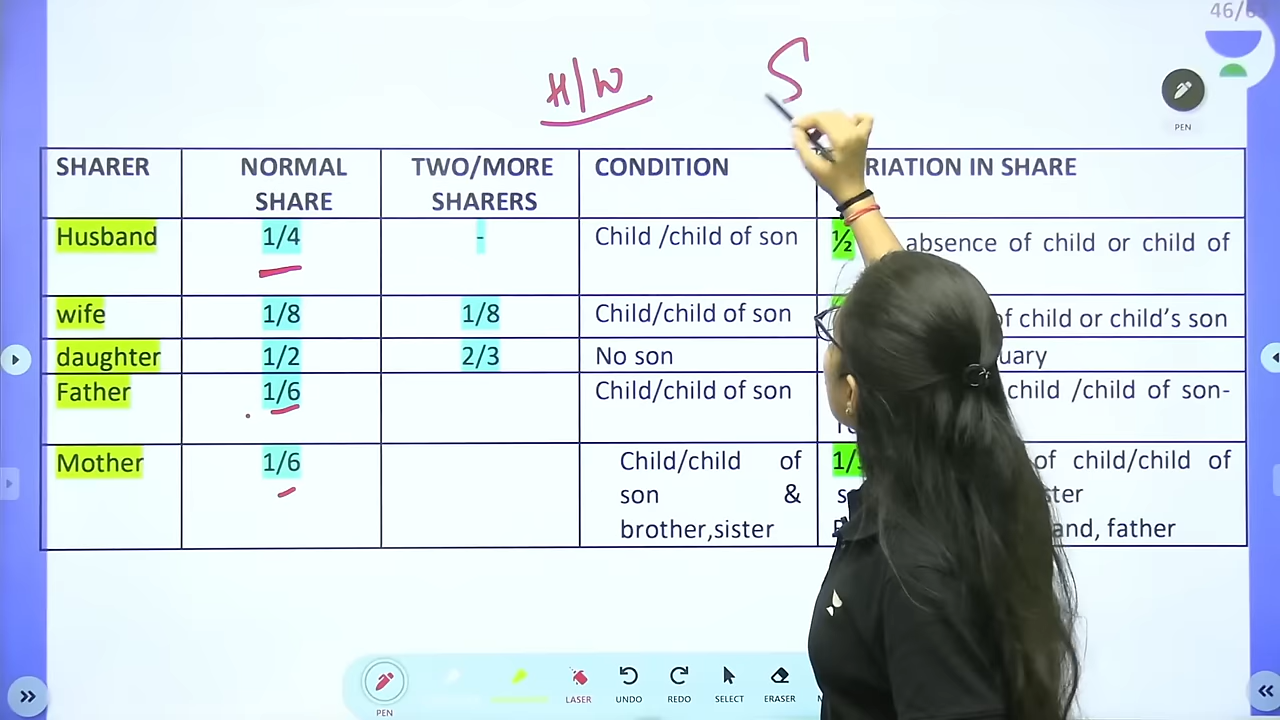 46/6
H/W
S
PEN
SHARER NORMAL SHARE TWO/MORE SHARERS CONDITION RIATION IN SHARE
Husband 1/4 - Child /child of son ½ absence of child or child of
wife 1/8 1/8 Child/child of son of child or child's son
daughter 1/2 2/3 No son uary
Father 1/6 Child/child of son child /child of son-
Mother 1/6 Child/child of son & brother,sister 1/ of child/child of
ster
and, father
PEN LASER UNDO REDO SELECT ERASER